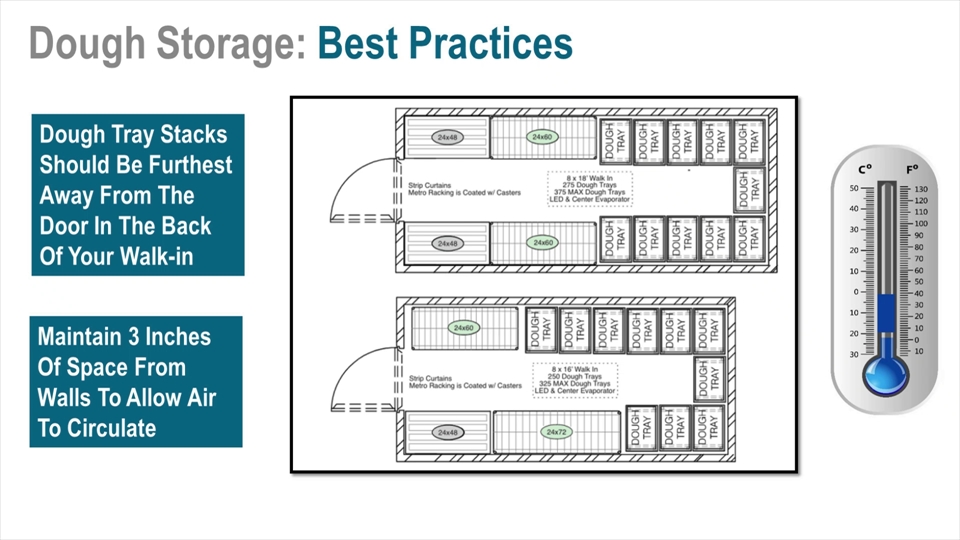 Dough Storage: Best Practices
Dough Tray Stacks
Should Be Furthest
Away From The
Door In The Back
Of Your Walk-in
Maintain 3 Inches
Of Space From
Walls To Allow Air
To Circulate
24x48
24x60
DOUGH TRAY
DOUGH TRAY
DOUGH TRAY
DOUGH TRAY
DOUGH TRAY
Strip Curtains
Metro Racking is Coated w/ Casters
8 x 18' Walk In
275 Dough Trays
375 MAX Dough Trays
LED & Center Evaporator
DOUGH TRAY
24x48
24x60
DOUGH TRAY
DOUGH TRAY
DOUGH TRAY
DOUGH TRAY
DOUGH TRAY
24x60
DOUGH TRAY
DOUGH TRAY
DOUGH TRAY
DOUGH TRAY
DOUGH TRAY
DOUGH TRAY
Strip Curtains
Metro Racking is Coated w/ Casters
8 x 16' Walk In
250 Dough Trays
325 MAX Dough Trays
LED & Center Evaporator
DOUGH TRAY
24x48
24x72
DOUGH TRAY
DOUGH TRAY
DOUGH TRAY
C° F°
50 130
40 120
30 110
20 100
10 90
0 80
10 70
20 60
30 50
40
30
20
10
0
10